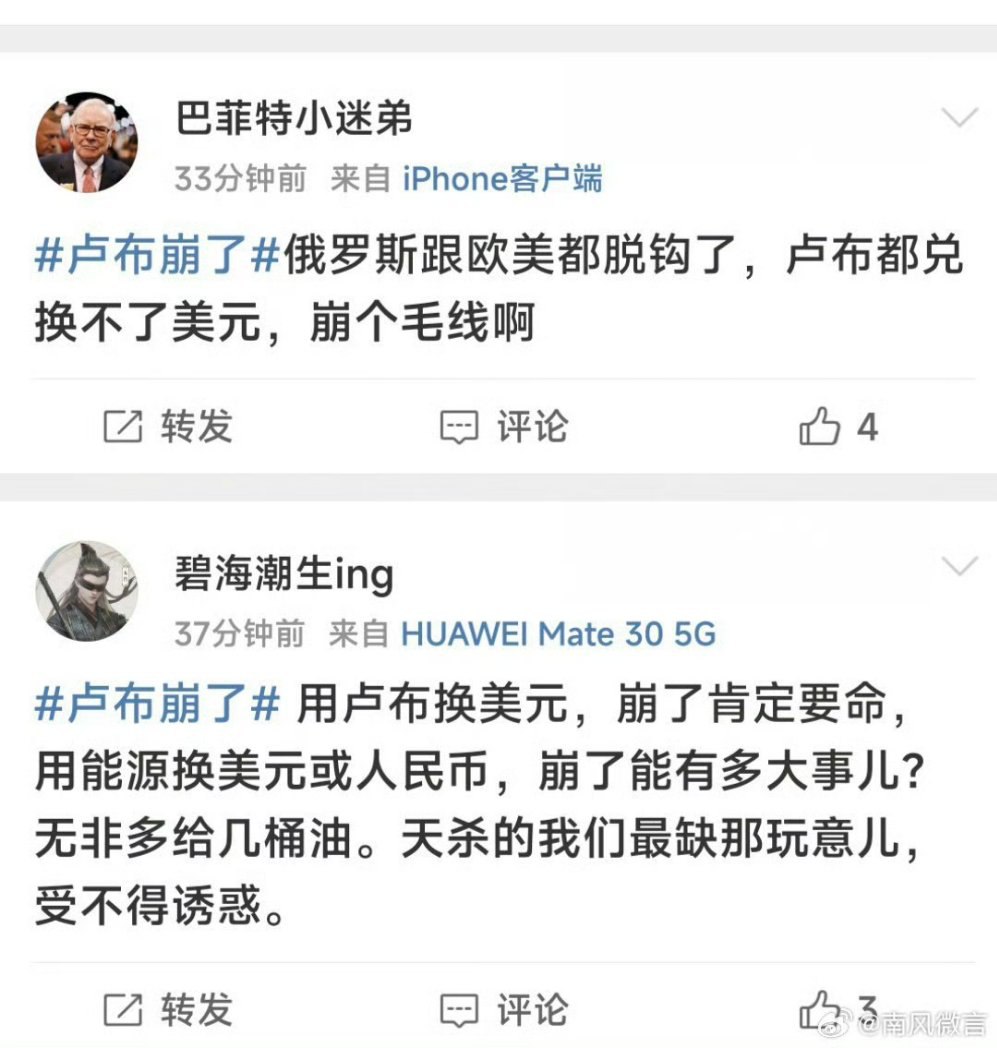 巴菲特小迷弟
33分钟前 来自 iPhone客户端
#卢布崩了#俄罗斯跟欧美都脱钩了，卢布都兑
换不了美元，崩个毛线啊
转发 评论 4
碧海潮生ing
37分钟前 来自 HUAWEI Mate 30 5G
#卢布崩了# 用卢布换美元，崩了肯定要命，
用能源换美元或人民币，崩了能有多大事儿？
无非多给几桶油。天杀的我们最缺那玩意儿，
受不得诱惑。
转发 评论 3
@南风微言